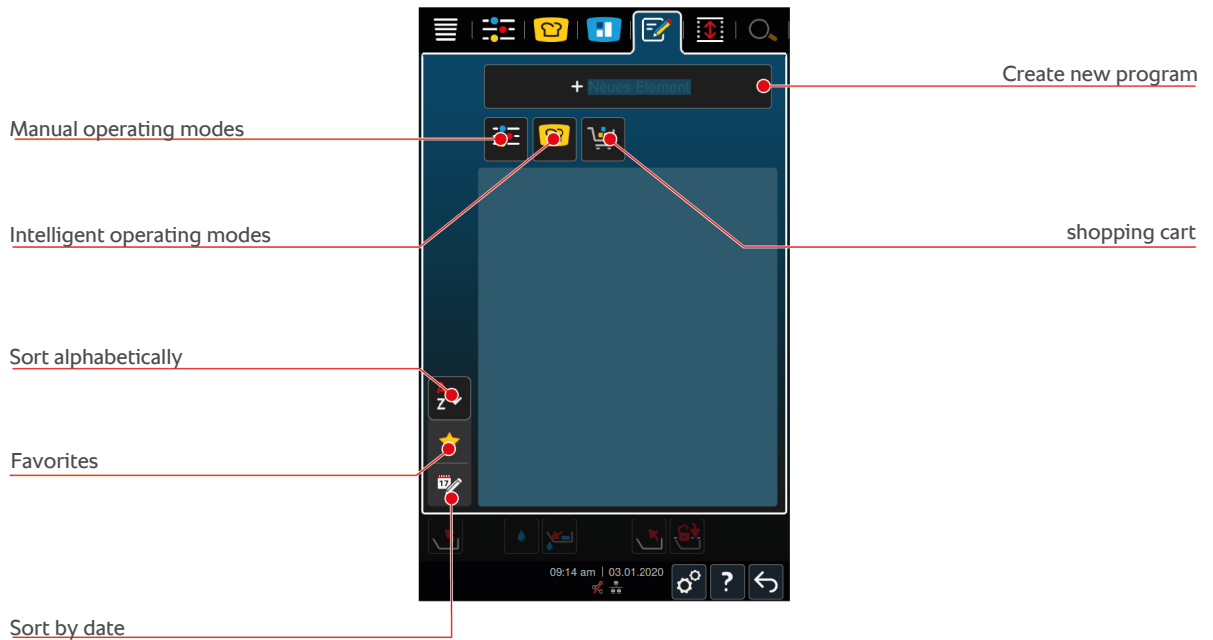 Create new program
+ Neues Element
Manual operating modes
Intelligent operating modes
shopping cart
Sort alphabetically
A
Z
Favorites
17
09:14 am | 03.01.2020
?
Sort by date